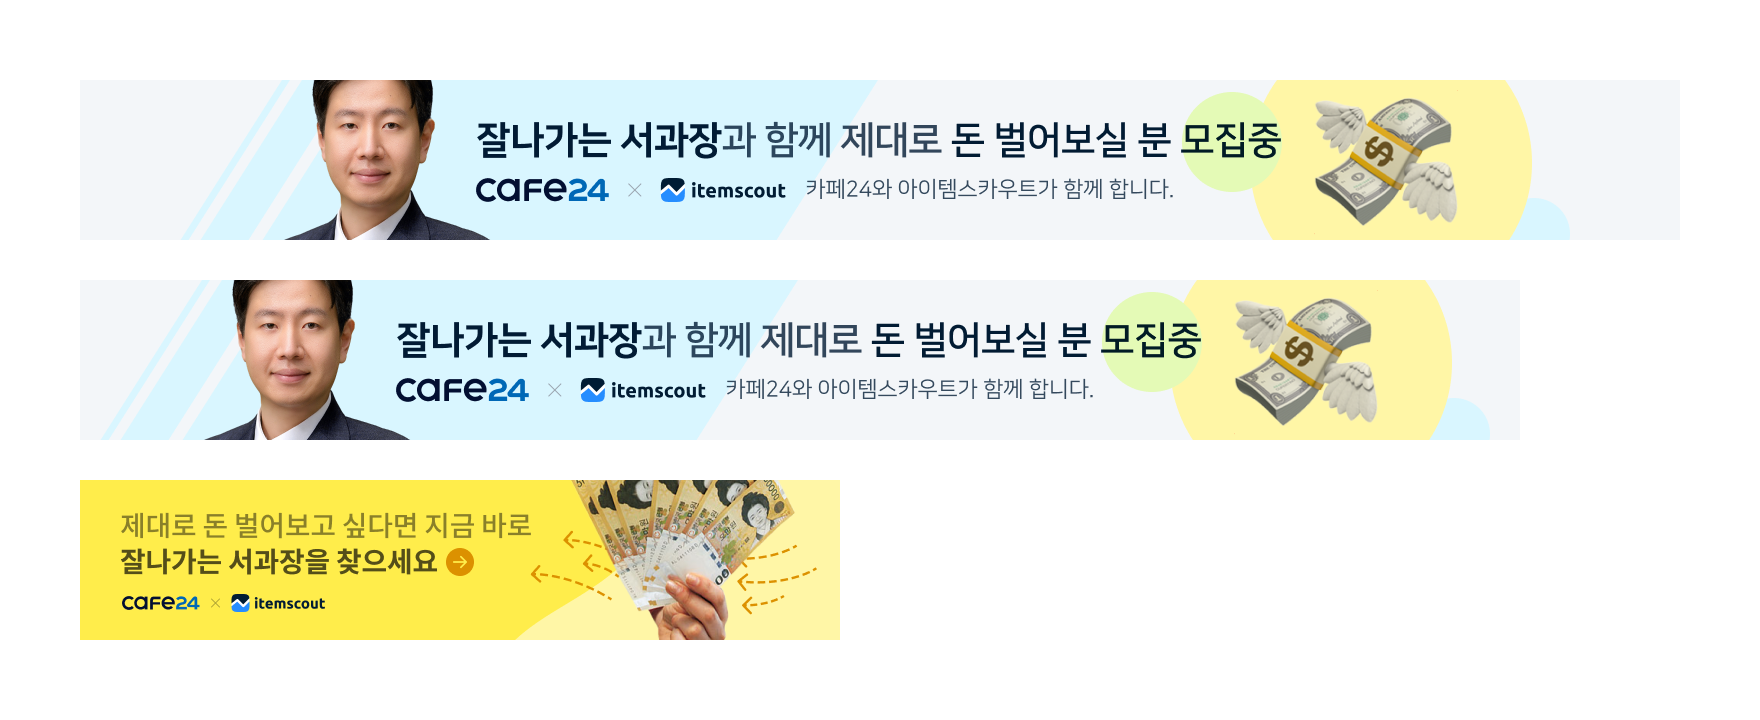 잘나가는 서과장과 함께 제대로 돈 벌어보실 분 모집중
cafe24 × itemscout 카페24와 아이템스카우트가 함께 합니다.
잘나가는 서과장과 함께 제대로 돈 벌어보실 분 모집중
cafe24 × itemscout 카페24와 아이템스카우트가 함께 합니다.
제대로 돈 벌어보고 싶다면 지금 바로
잘나가는 서과장을 찾으세요
cafe24 × itemscout